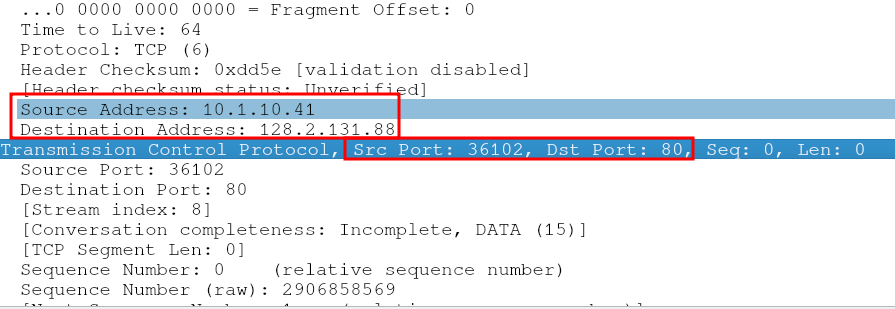 ...0 0000 0000 0000 = Fragment Offset: 0
Time to Live: 64
Protocol: TCP (6)
Header Checksum: 0xdd5e [validation disabled]
[Header checksum status: Unverified]
Source Address: 10.1.10.41
Destination Address: 128.2.131.88
Transmission Control Protocol, Src Port: 36102, Dst Port: 80, Seq: 0, Len: 0
Source Port: 36102
Destination Port: 80
[Stream index: 8]
[Conversation completeness: Incomplete, DATA (15)]
[TCP Segment Len: 0]
Sequence Number: 0    (relative sequence number)
Sequence Number (raw): 2906858569